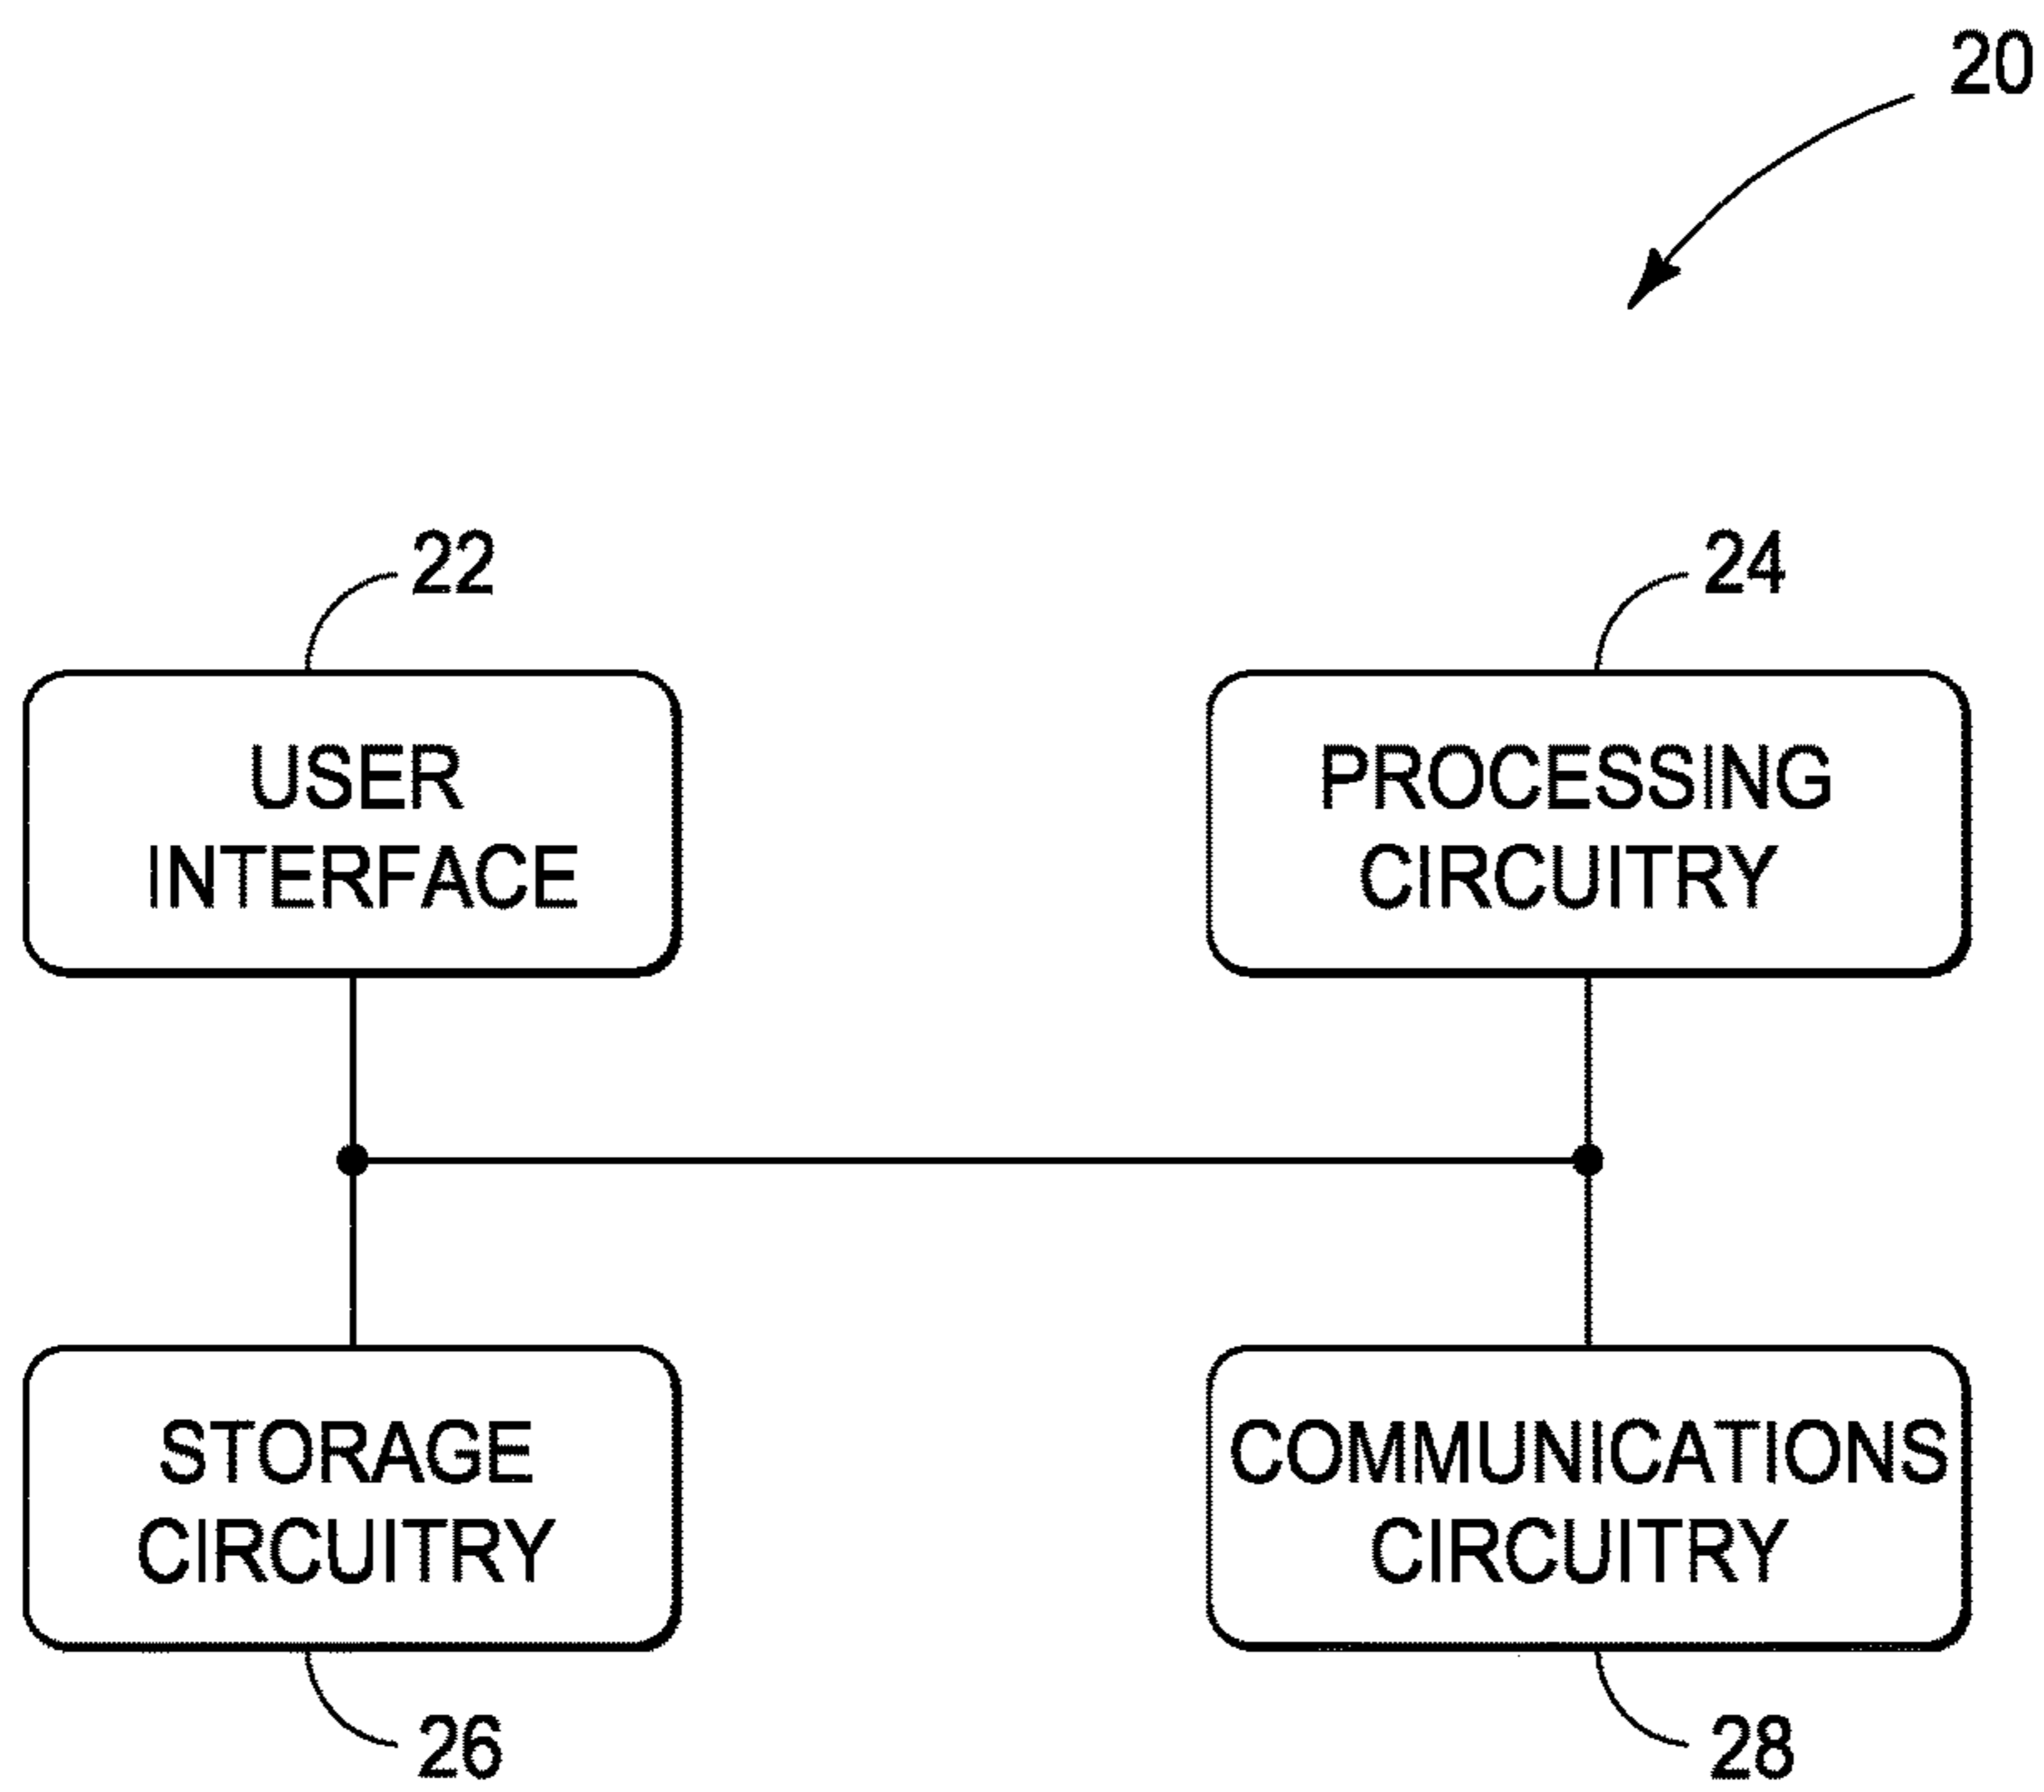 20
22
24
USER
INTERFACE
PROCESSING
CIRCUITRY
STORAGE
CIRCUITRY
COMMUNICATIONS
CIRCUITRY
26
28